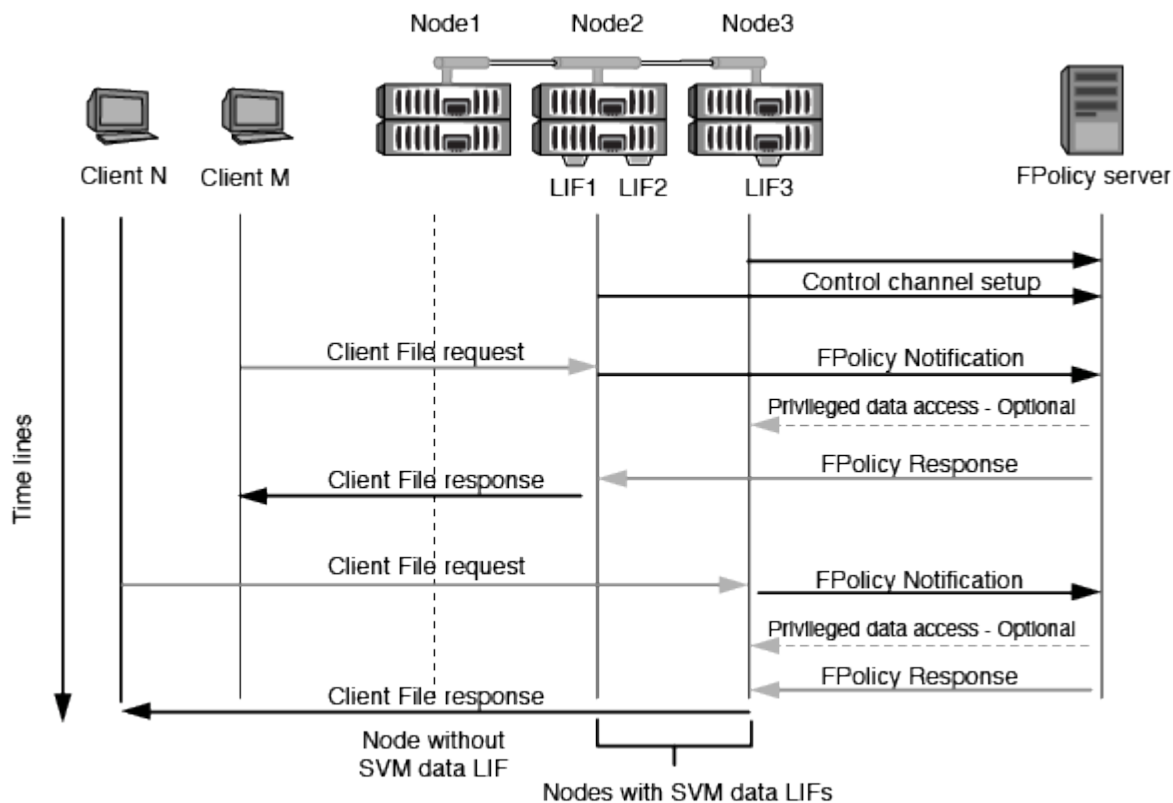 Node1
Node2
Node3
Client N
Client M
LIF1
LIF2
LIF3
FPolicy server
Control channel setup
Client File request
FPolicy Notification
Privileged data access - Optional
FPolicy Response
Client File response
Time lines
Client File request
FPolicy Notification
Privileged data access - Optional
FPolicy Response
Client File response
Node without
SVM data LIF
Nodes with SVM data LIFs